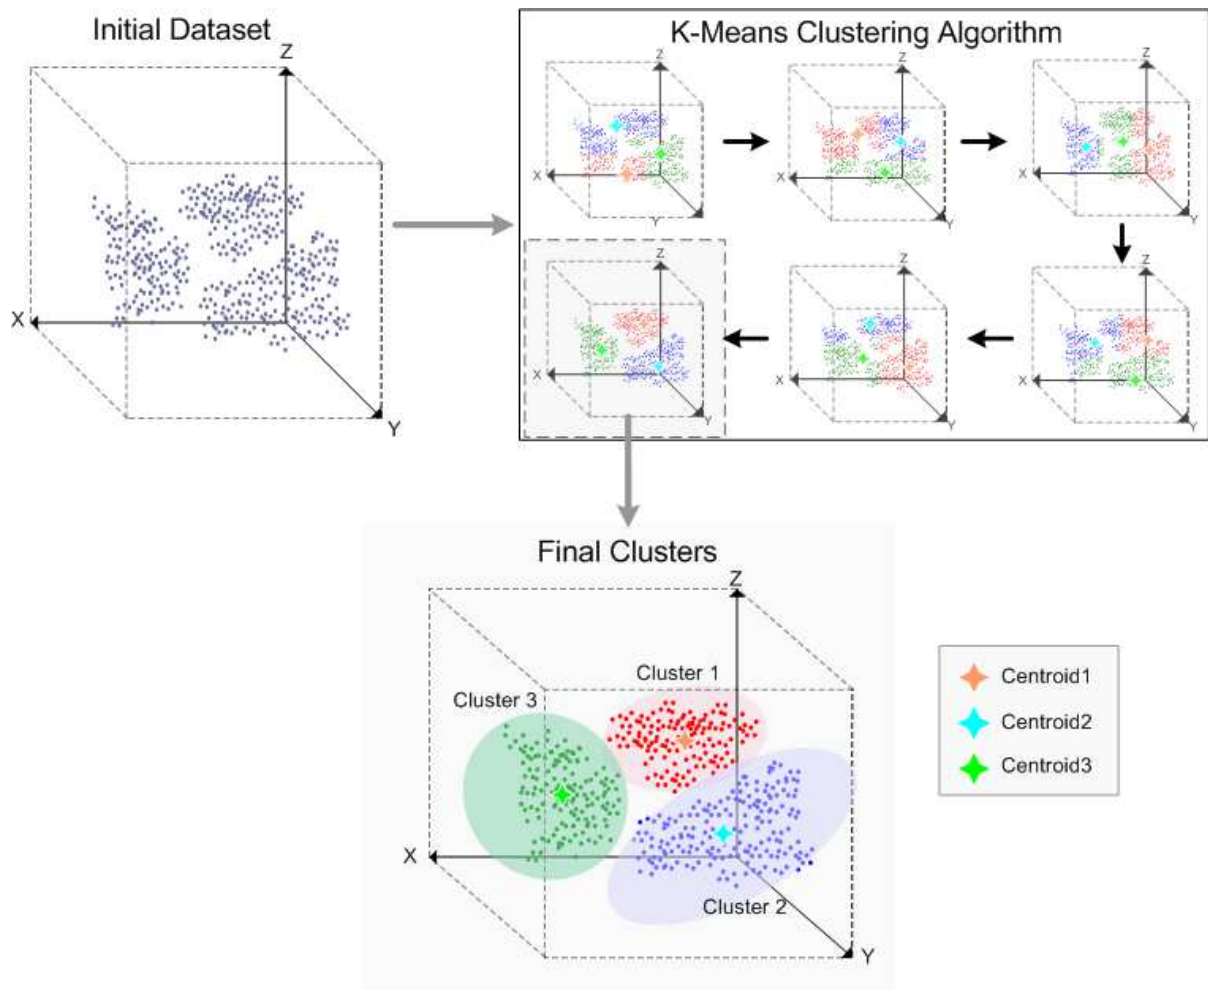 Initial Dataset
Z
X
Y
K-Means Clustering Algorithm
Z
X
Y
Z
X
Y
Z
X
Y
Z
X
Y
Z
X
Y
Z
X
Y
Final Clusters
Z
Cluster 1
Cluster 3
X
Cluster 2
Y
Centroid1
Centroid2
Centroid3